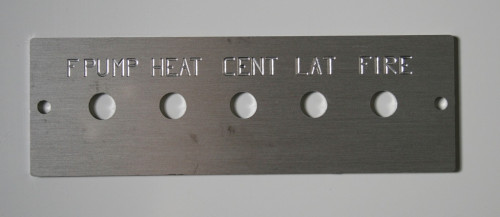 F PUMP HEAT CENT LAT FIRE